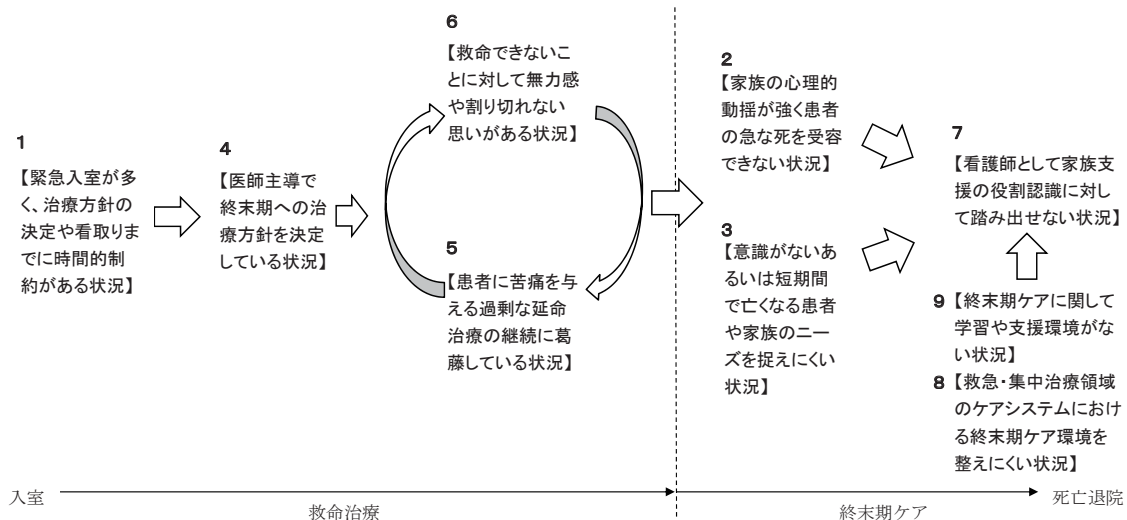 1
【緊急入室が多
く、治療方針の
決定や看取りま
でに時間的制
約がある状況】
4
【医師主導で
終末期への治
療方針を決定
している状況】
6
【救命できないこ
とに対して無力感
や割り切れない
思いがある状況】
5
【患者に苦痛を与
える過剰な延命
治療の継続に葛
藤している状況】
2
【家族の心理的
動揺が強く患者
の急な死を受容
できない状況】
3
【意識がないあ
るいは短期間
で亡くなる患者
や家族のニー
ズを捉えにくい
状況】
7
【看護師として家族支
援の役割認識に対し
て踏み出せない状況】
9 【終末期ケアに関して
学習や支援環境がな
い状況】
8 【救急・集中治療領域
のケアシステムにおけ
る終末期ケア環境を
整えにくい状況】
入室
救命治療
終末期ケア
死亡退院